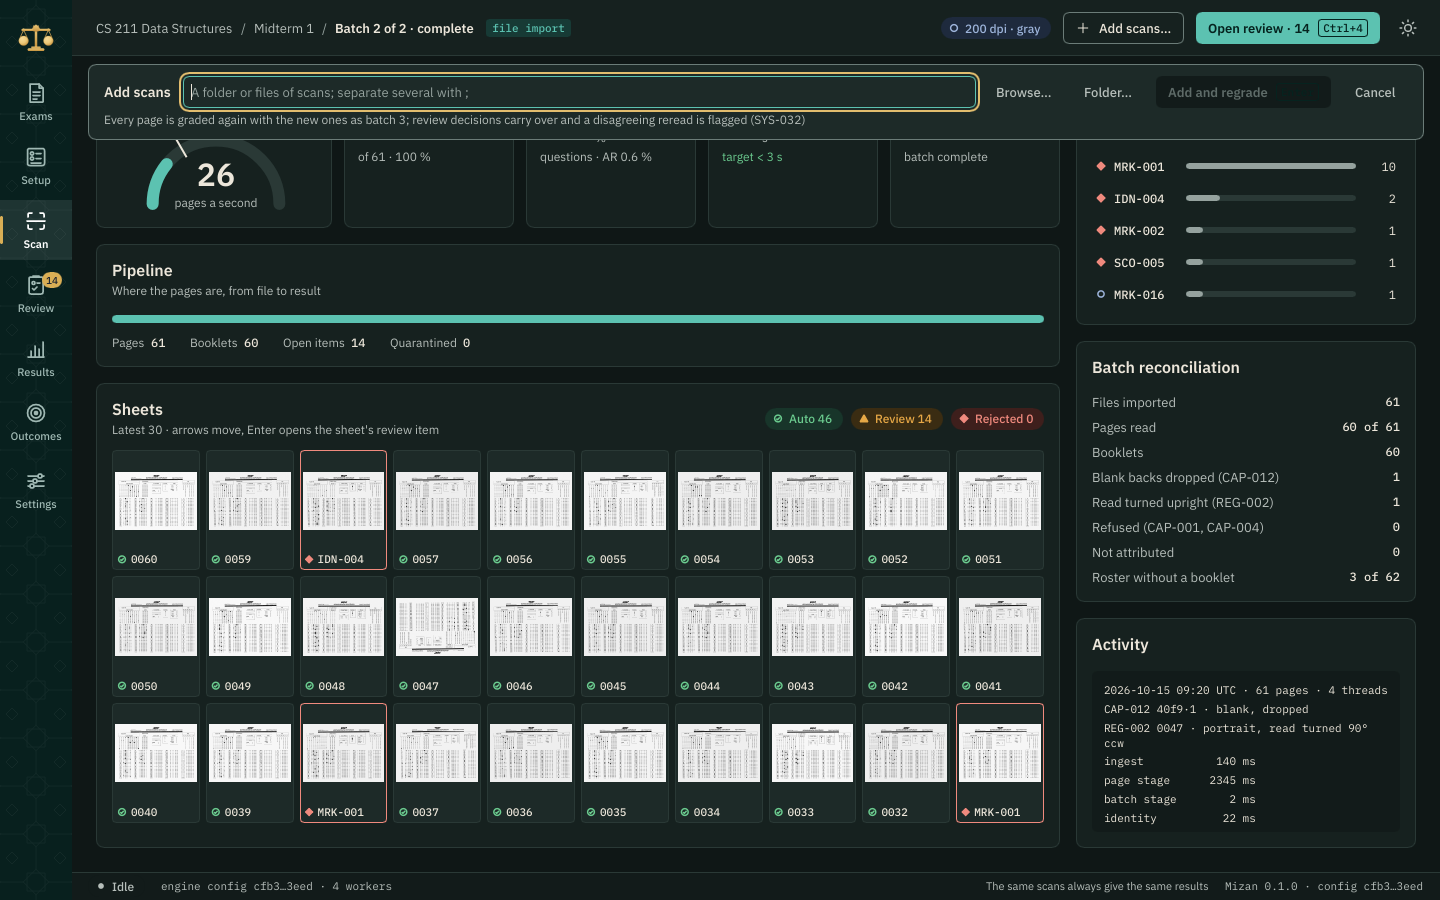 CS 211 Data Structures / Midterm 1 / Batch 2 of 2 · complete file import
200 dpi · gray
+ Add scans...
Open review · 14 Ctrl+4
Exams
Setup
Scan
14
Review
Results
Outcomes
Settings
Add scans
A folder or files of scans; separate several with ;
Browse...
Folder...
Add and regrade
Cancel
Every page is graded again with the new ones as batch 3; review decisions carry over and a disagreeing reread is flagged (SYS-032)
26
pages a second
of 61 · 100 %
questions · AR 0.6 %
target < 3 s
batch complete
MRK-001 10
IDN-004 2
MRK-002 1
SCO-005 1
MRK-016 1
Pipeline
Where the pages are, from file to result
Pages 61 Booklets 60 Open items 14 Quarantined 0
Sheets
Latest 30 · arrows move, Enter opens the sheet's review item
Auto 46
Review 14
Rejected 0
0060 0059 IDN-004 0057 0056 0055 0054 0053 0052 0051
0050 0049 0048 0047 0046 0045 0044 0043 0042 0041
0040 0039 MRK-001 0037 0036 0035 0034 0033 0032 MRK-001
Batch reconciliation
Files imported 61
Pages read 60 of 61
Booklets 60
Blank backs dropped (CAP-012) 1
Read turned upright (REG-002) 1
Refused (CAP-001, CAP-004) 0
Not attributed 0
Roster without a booklet 3 of 62
Activity
2026-10-15 09:20 UTC · 61 pages · 4 threads
CAP-012 40f9·1 · blank, dropped
REG-002 0047 · portrait, read turned 90°
ccw
ingest 140 ms
page stage 2345 ms
batch stage 2 ms
identity 22 ms
Idle
engine config cfb3…3eed · 4 workers
The same scans always give the same results
Mizan 0.1.0 · config cfb3…3eed